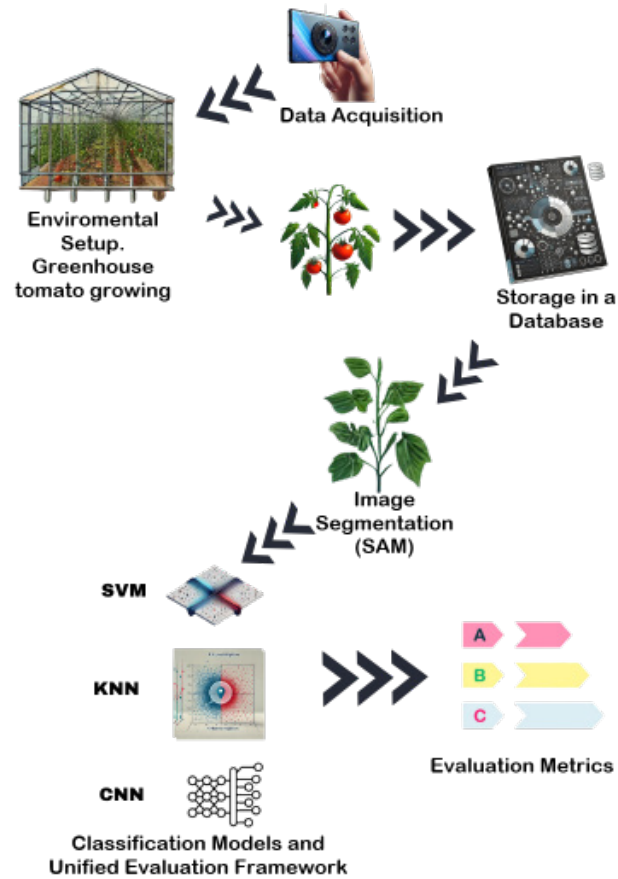 Data Acquisition
Enviromental
Setup.
Greenhouse
tomato growing
Storage in a
Database
Image
Segmentation
(SAM)
SVM
KNN
CNN
Classification Models and
Unified Evaluation Framework
A
B
C
Evaluation Metrics